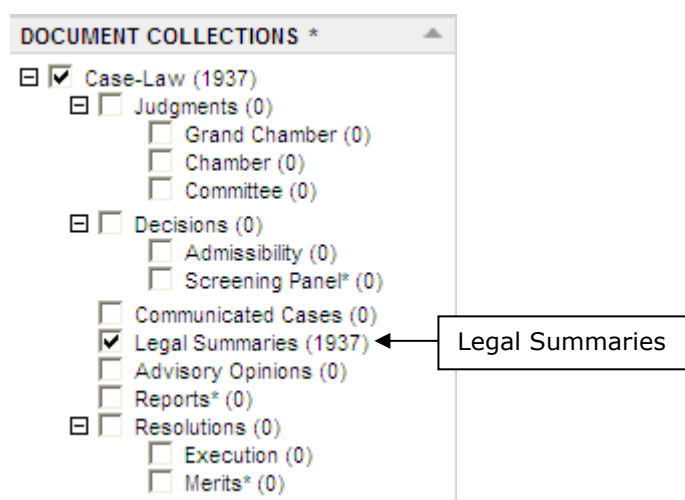 DOCUMENT COLLECTIONS *
Case-Law (1937)
Judgments (0)
Grand Chamber (0)
Chamber (0)
Committee (0)
Decisions (0)
Admissibility (0)
Screening Panel* (0)
Communicated Cases (0)
Legal Summaries (1937)
Legal Summaries
Advisory Opinions (0)
Reports* (0)
Resolutions (0)
Execution (0)
Merits* (0)